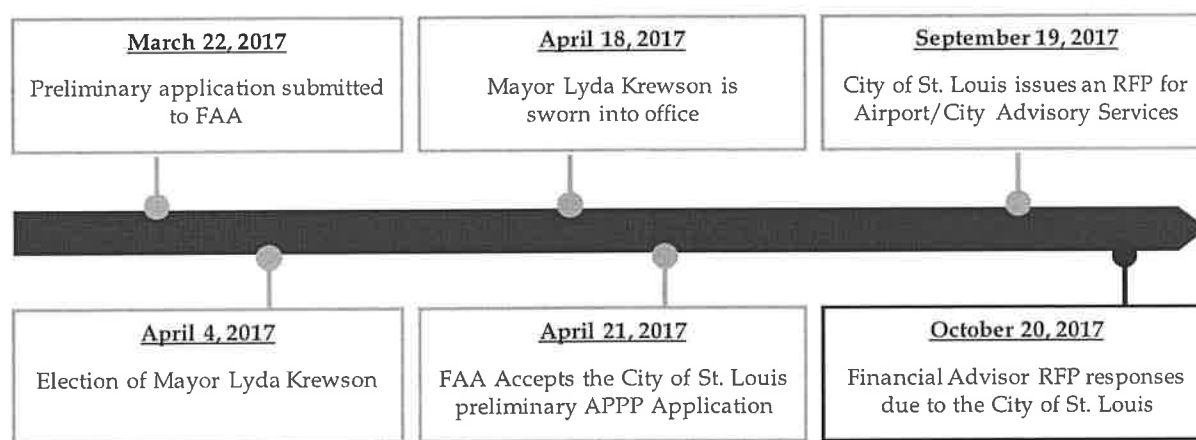 March 22, 2017
Preliminary application submitted
to FAA
April 18, 2017
Mayor Lyda Krewson is
sworn into office
September 19, 2017
City of St. Louis issues an RFP for
Airport/City Advisory Services
April 4, 2017
Election of Mayor Lyda Krewson
April 21, 2017
FAA Accepts the City of St. Louis
preliminary APPP Application
October 20, 2017
Financial Advisor RFP responses
due to the City of St. Louis